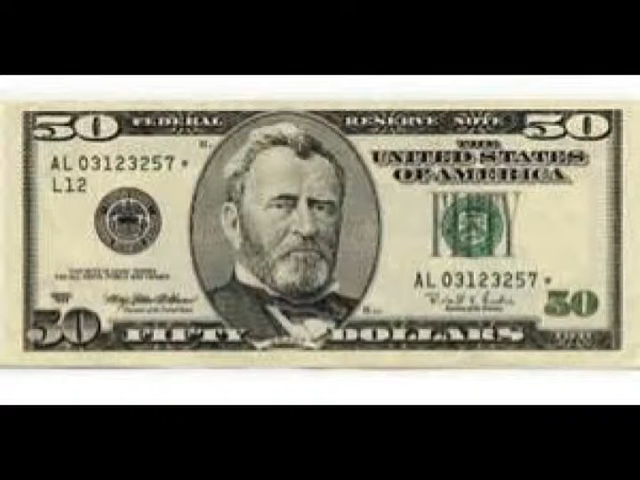 50 FEDERAL RESERVE NOTE 50
THE
UNITED STATES
OF AMERICA
AL 03123257 *
L12
AL 03123257 *
50
50 FIFTY DOLLARS